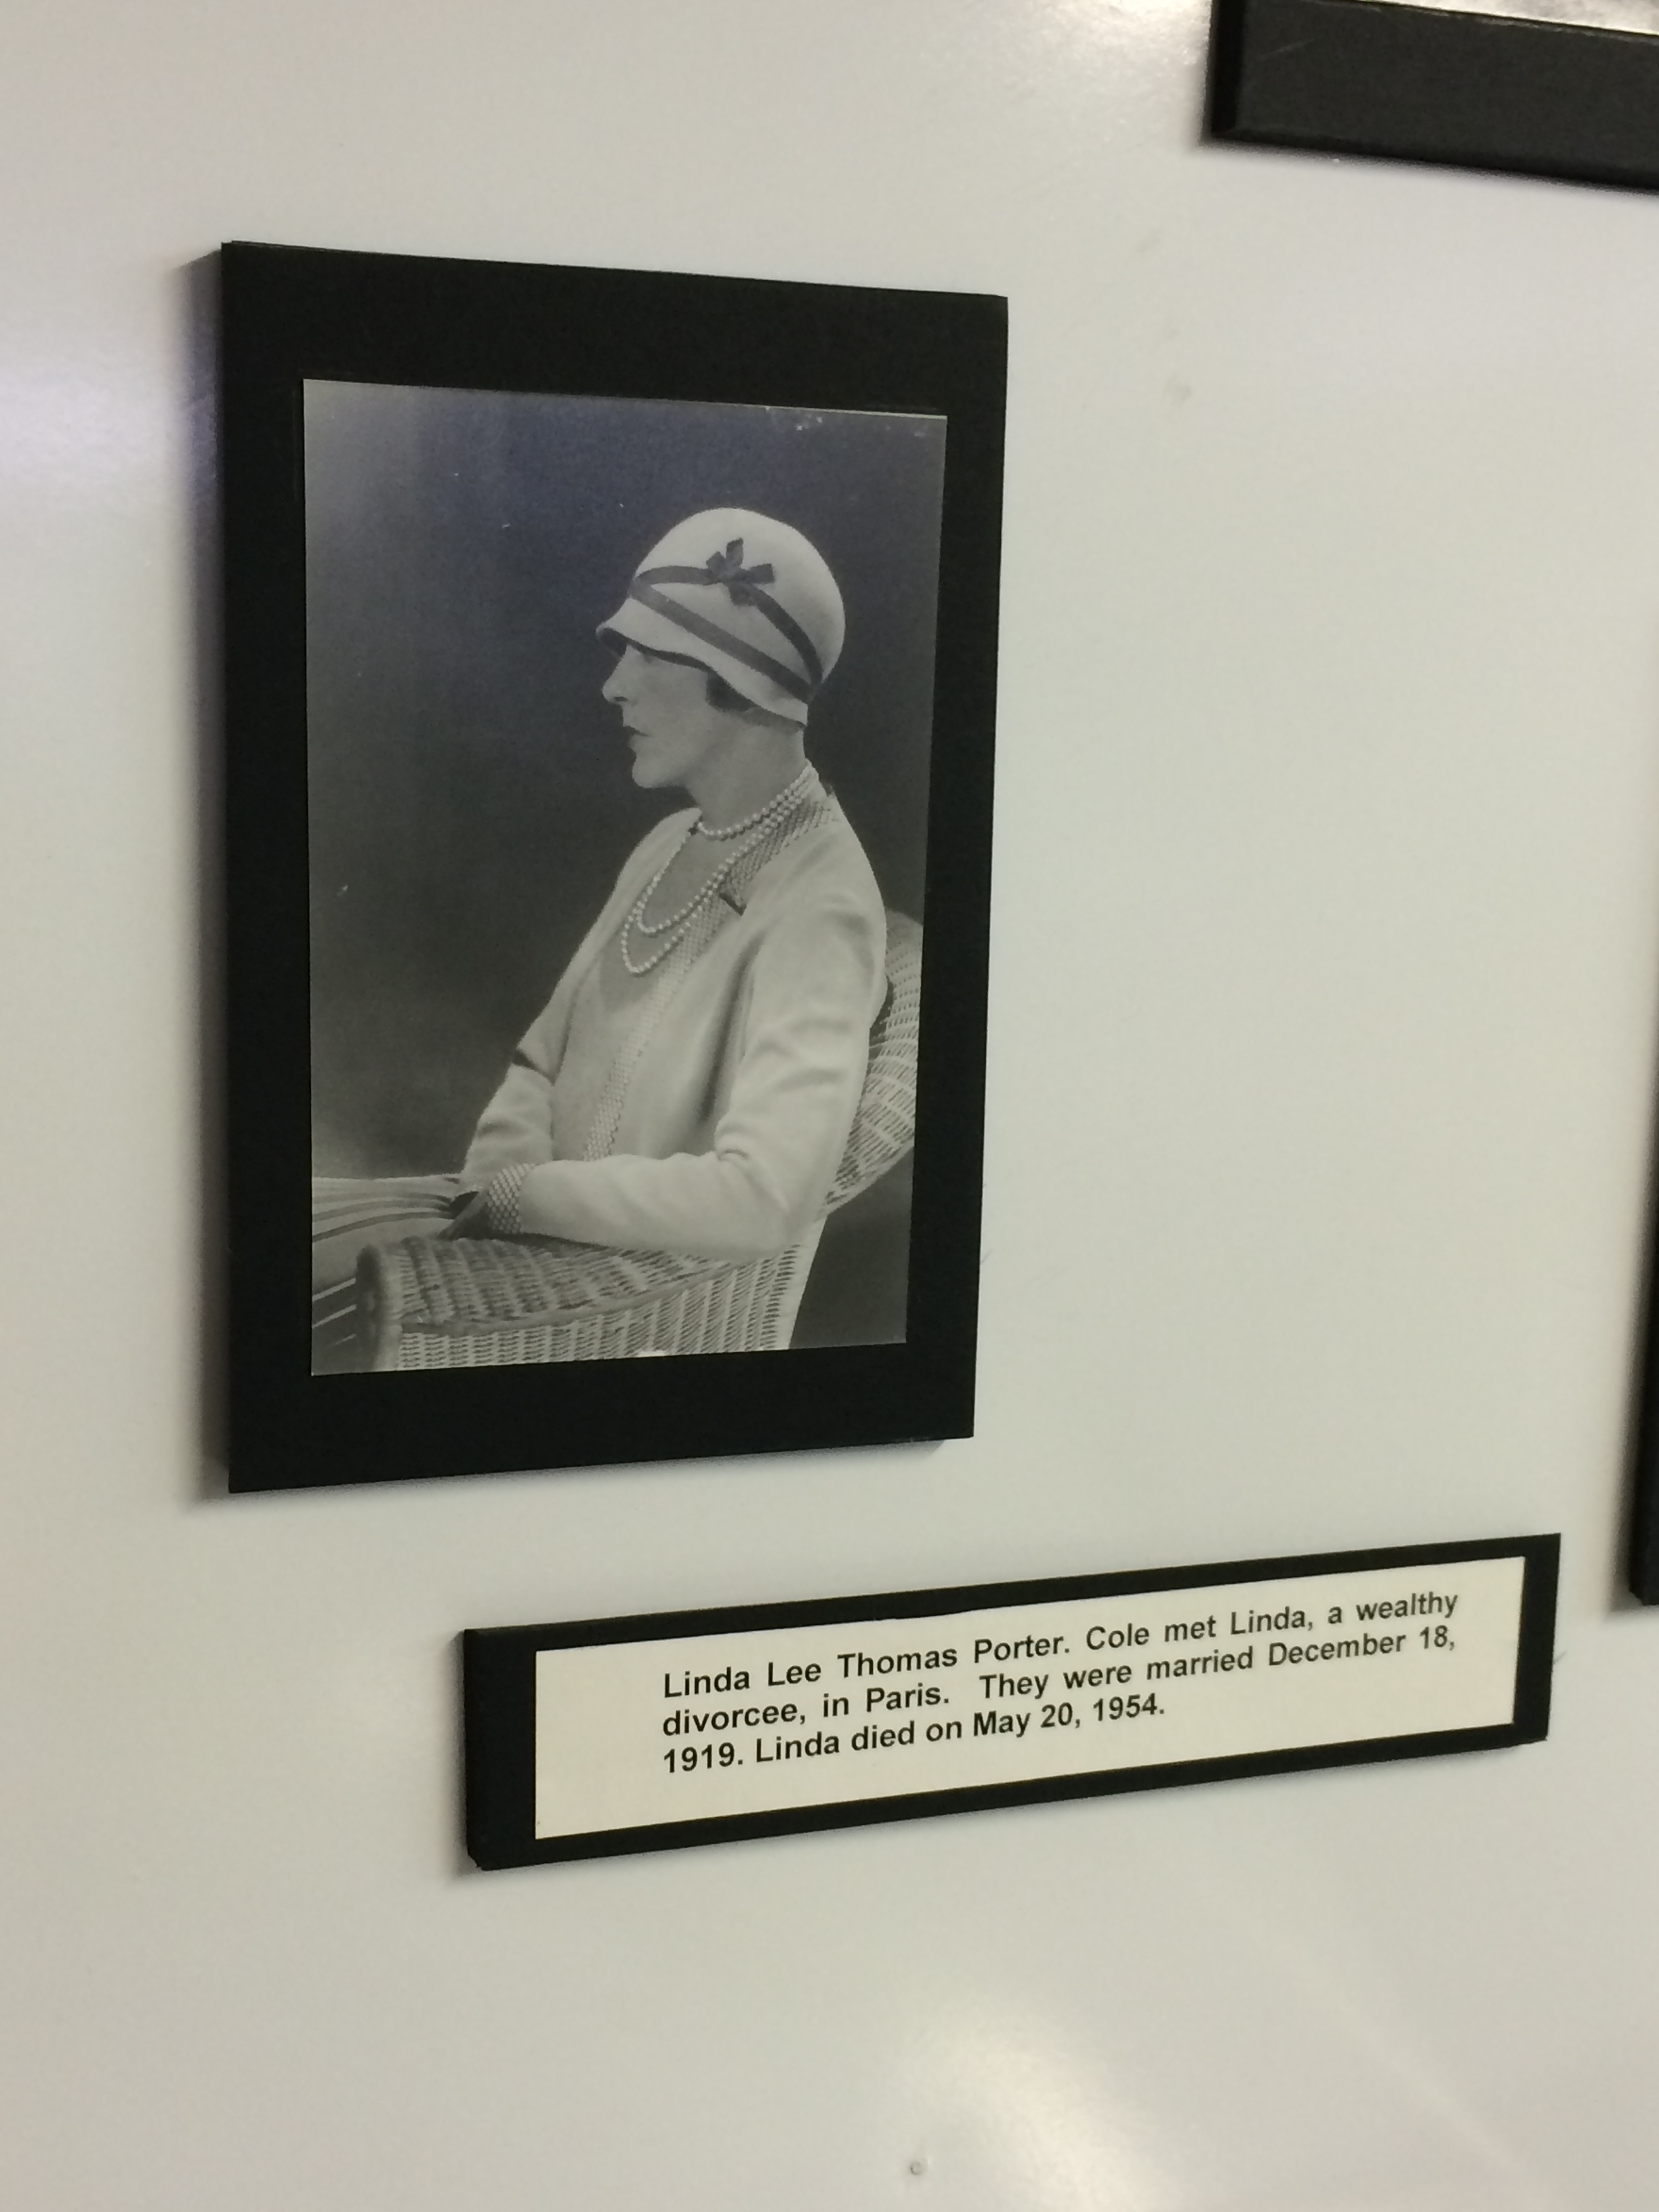 Linda Lee Thomas Porter. Cole met Linda, a wealthy
divorcee, in Paris. They were married December 18,
1919. Linda died on May 20, 1954.